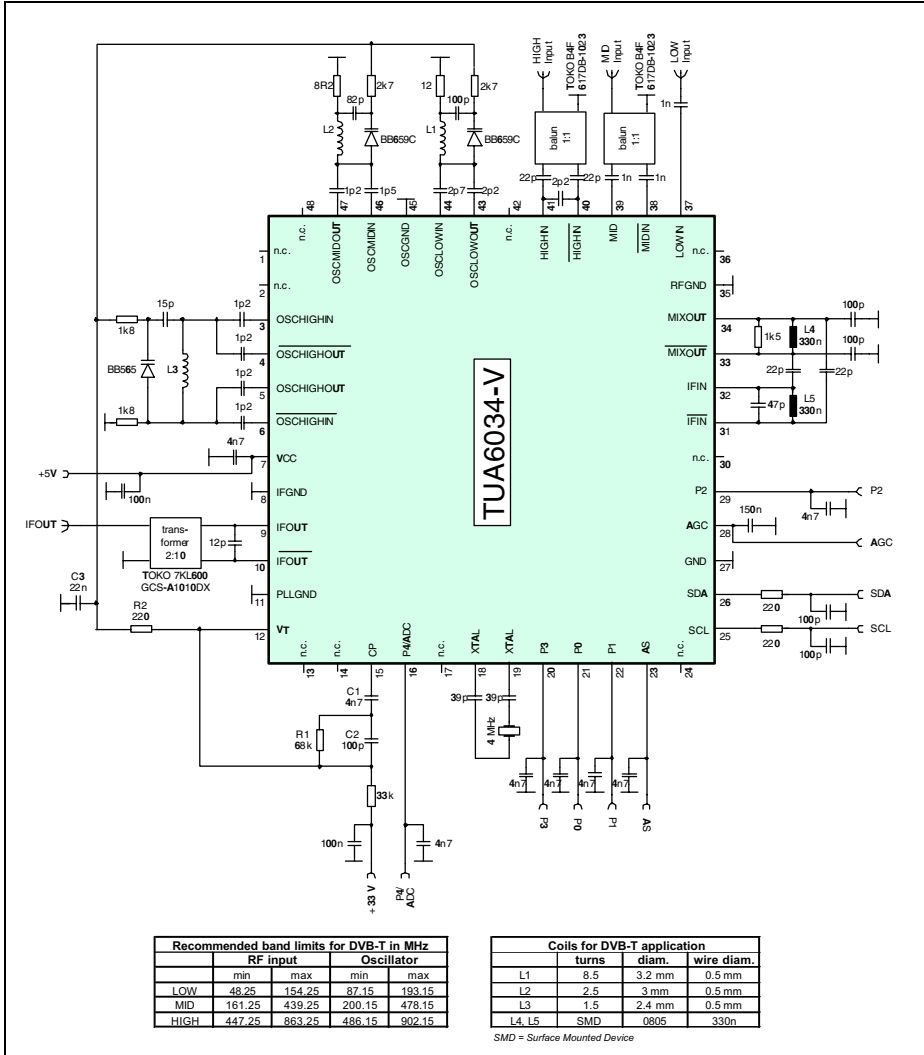 HIGH
Input
TOKO B4F
617DB-1023
MID
Input
TOKO B4F
617DB-1023
LOW
Input
8R2
2k7
12
2k7
82p
100p
1n
L2
BB659C
L1
BB659C
balun
1:1
balun
1:1
22p
2p2
22p
1n
1n
1p2
1p5
2p7
2p2
48
47
46
45
44
43
42
41
40
39
38
37
n.c.
OSCMIDOUT
OSCMIDIN
OSCGND
OSCLOWIN
OSCLOWOUT
n.c.
HIGHIN
HIGHIN
MID
MIDIN
LOWIN
1
n.c.
2
n.c.
3
OSCHIGHIN
4
OSCHIGHOUT
5
OSCHIGHOUT
6
OSCHIGHIN
7
VCC
8
IFGND
9
IFOUT
10
IFOUT
11
PLLGND
12
VT
15p
1p2
1k8
1p2
BB565
L3
1p2
1k8
1p2
4n7
+5V
100n
IFOUT
trans-
former
2:10
12p
TOKO 7KL600
GCS-A1010DX
C3
22n
R2
220
TUA6034-V
n.c.
36
RFGND
35
MIXOUT
34
MIXOUT
33
IFIN
32
IFIN
31
n.c.
30
P2
29
AGC
28
GND
27
SDA
26
SCL
25
100p
1k5
L4
330n
100p
22p
22p
47p
L5
330n
P2
4n7
150n
AGC
220
SDA
100p
220
SCL
100p
n.c.
n.c.
CP
P4/ADC
n.c.
XTAL
XTAL
P3
P0
P1
AS
n.c.
13
14
15
16
17
18
19
20
21
22
23
24
C1
4n7
R1
68k
C2
100p
33k
100n
4n7
+33 V
P4/
ADC
39p
39p
4 MHz
4n7
4n7
4n7
4n7
P3
P0
P1
AS
Recommended band limits for DVB-T in MHz
RF input Oscillator
min max min max
LOW 48.25 154.25 87.15 193.15
MID 161.25 439.25 200.15 478.15
HIGH 447.25 863.25 486.15 902.15
Coils for DVB-T application
turns diam. wire diam.
L1 8.5 3.2 mm 0.5 mm
L2 2.5 3 mm 0.5 mm
L3 1.5 2.4 mm 0.5 mm
L4, L5 SMD 0805 330n
SMD = Surface Mounted Device